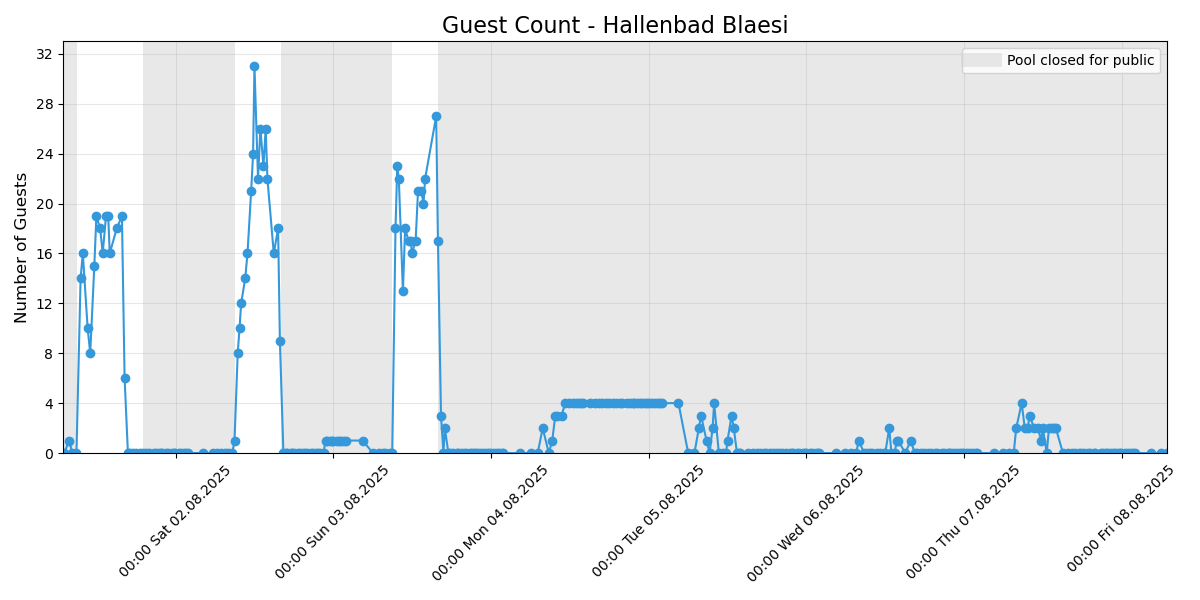 Guest Count - Hallenbad Blaesi
Pool closed for public
Number of Guests
32
28
24
20
16
12
8
4
0
00:00 Sat 02.08.2025
00:00 Sun 03.08.2025
00:00 Mon 04.08.2025
00:00 Tue 05.08.2025
00:00 Wed 06.08.2025
00:00 Thu 07.08.2025
00:00 Fri 08.08.2025